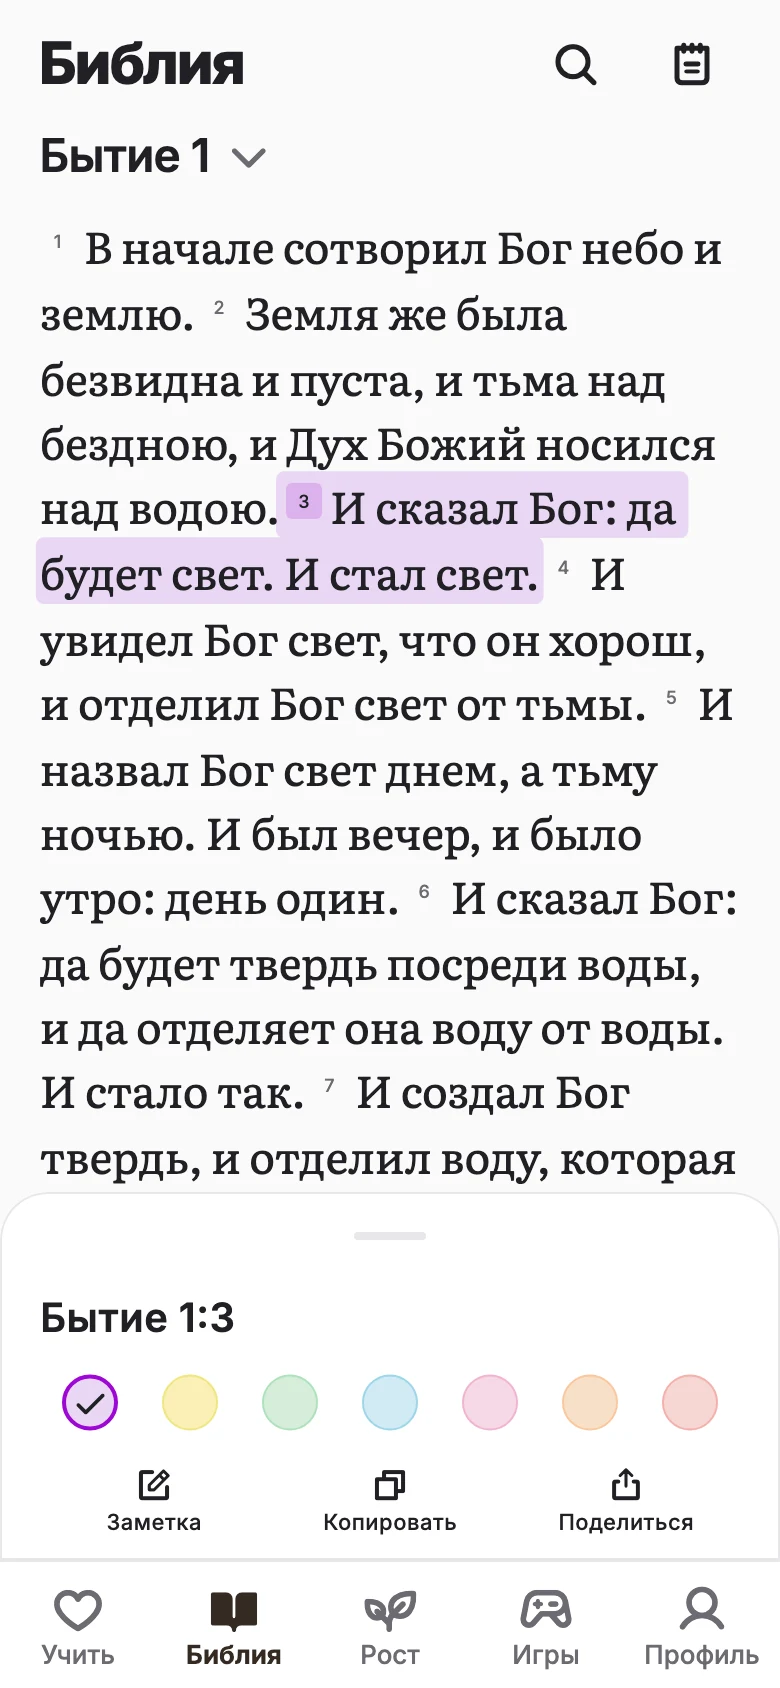 Библия
Бытие 1
1 В начале сотворил Бог небо и
землю. 2 Земля же была
безвидна и пуста, и тьма над
бездною, и Дух Божий носился
над водою. 3 И сказал Бог: да
будет свет. И стал свет. 4 И
увидел Бог свет, что он хорош,
и отделил Бог свет от тьмы. 5 И
назвал Бог свет днем, а тьму
ночью. И был вечер, и было
утро: день один. 6 И сказал Бог:
да будет твердь посреди воды,
и да отделяет она воду от воды.
И стало так. 7 И создал Бог
твердь, и отделил воду, которая
Бытие 1:3
Заметка Копировать Поделиться
Учить Библия Рост Игры Профиль